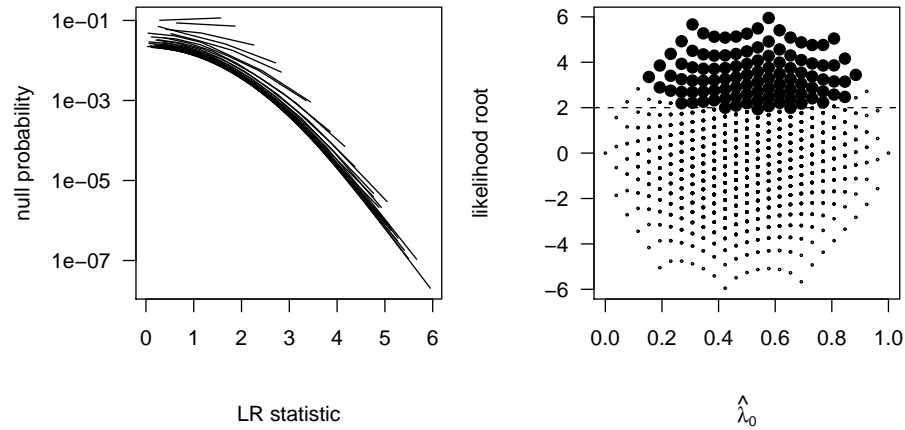 null probability
1e−01
1e−03
1e−05
1e−07
0 1 2 3 4 5 6
LR statistic
likelihood root
6
4
2
0
−2
−4
−6
0.0 0.2 0.4 0.6 0.8 1.0
λ̂₀